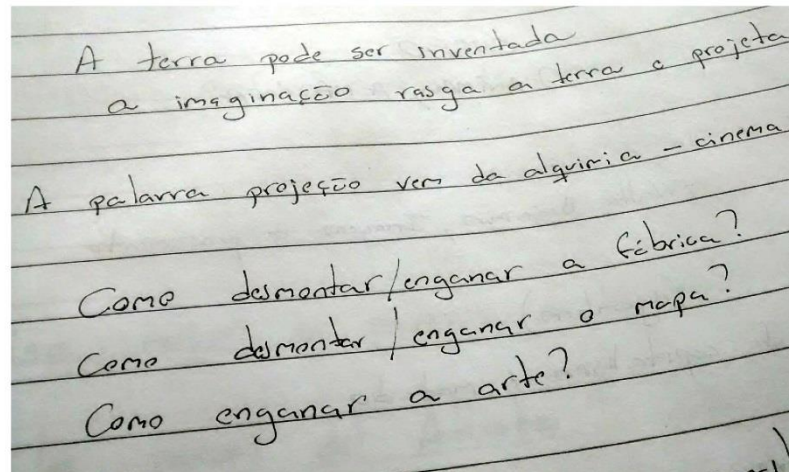 A terra pode ser inventada
a imaginação rasga a terra e projeta
A palavra projeção vem da alquimia - cinema
Como desmontar/enganar a fábrica?
Como desmontar/enganar o mapa?
Como enganar a arte?